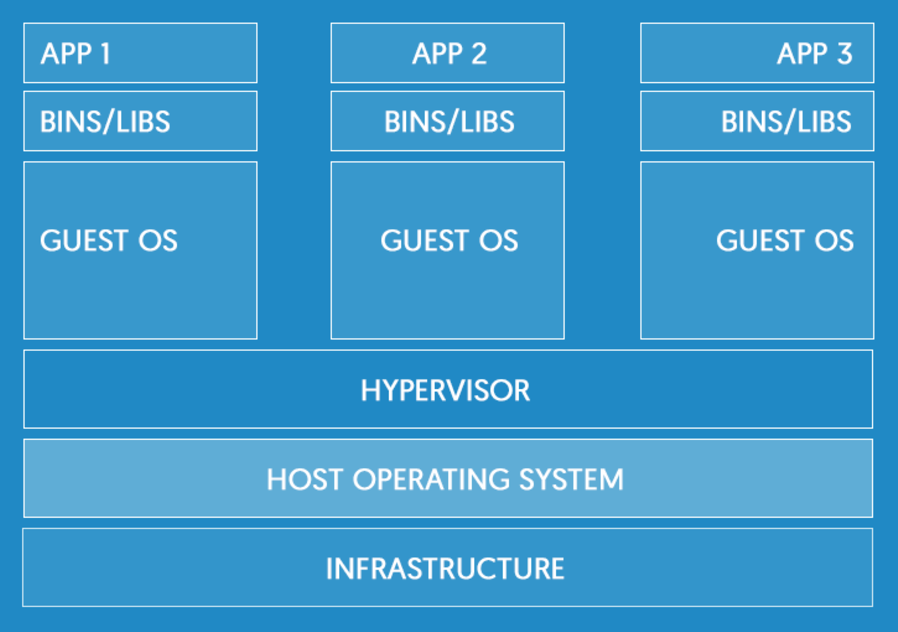 APP 1
APP 2
APP 3
BINS/LIBS
BINS/LIBS
BINS/LIBS
GUEST OS
GUEST OS
GUEST OS
HYPERVISOR
HOST OPERATING SYSTEM
INFRASTRUCTURE